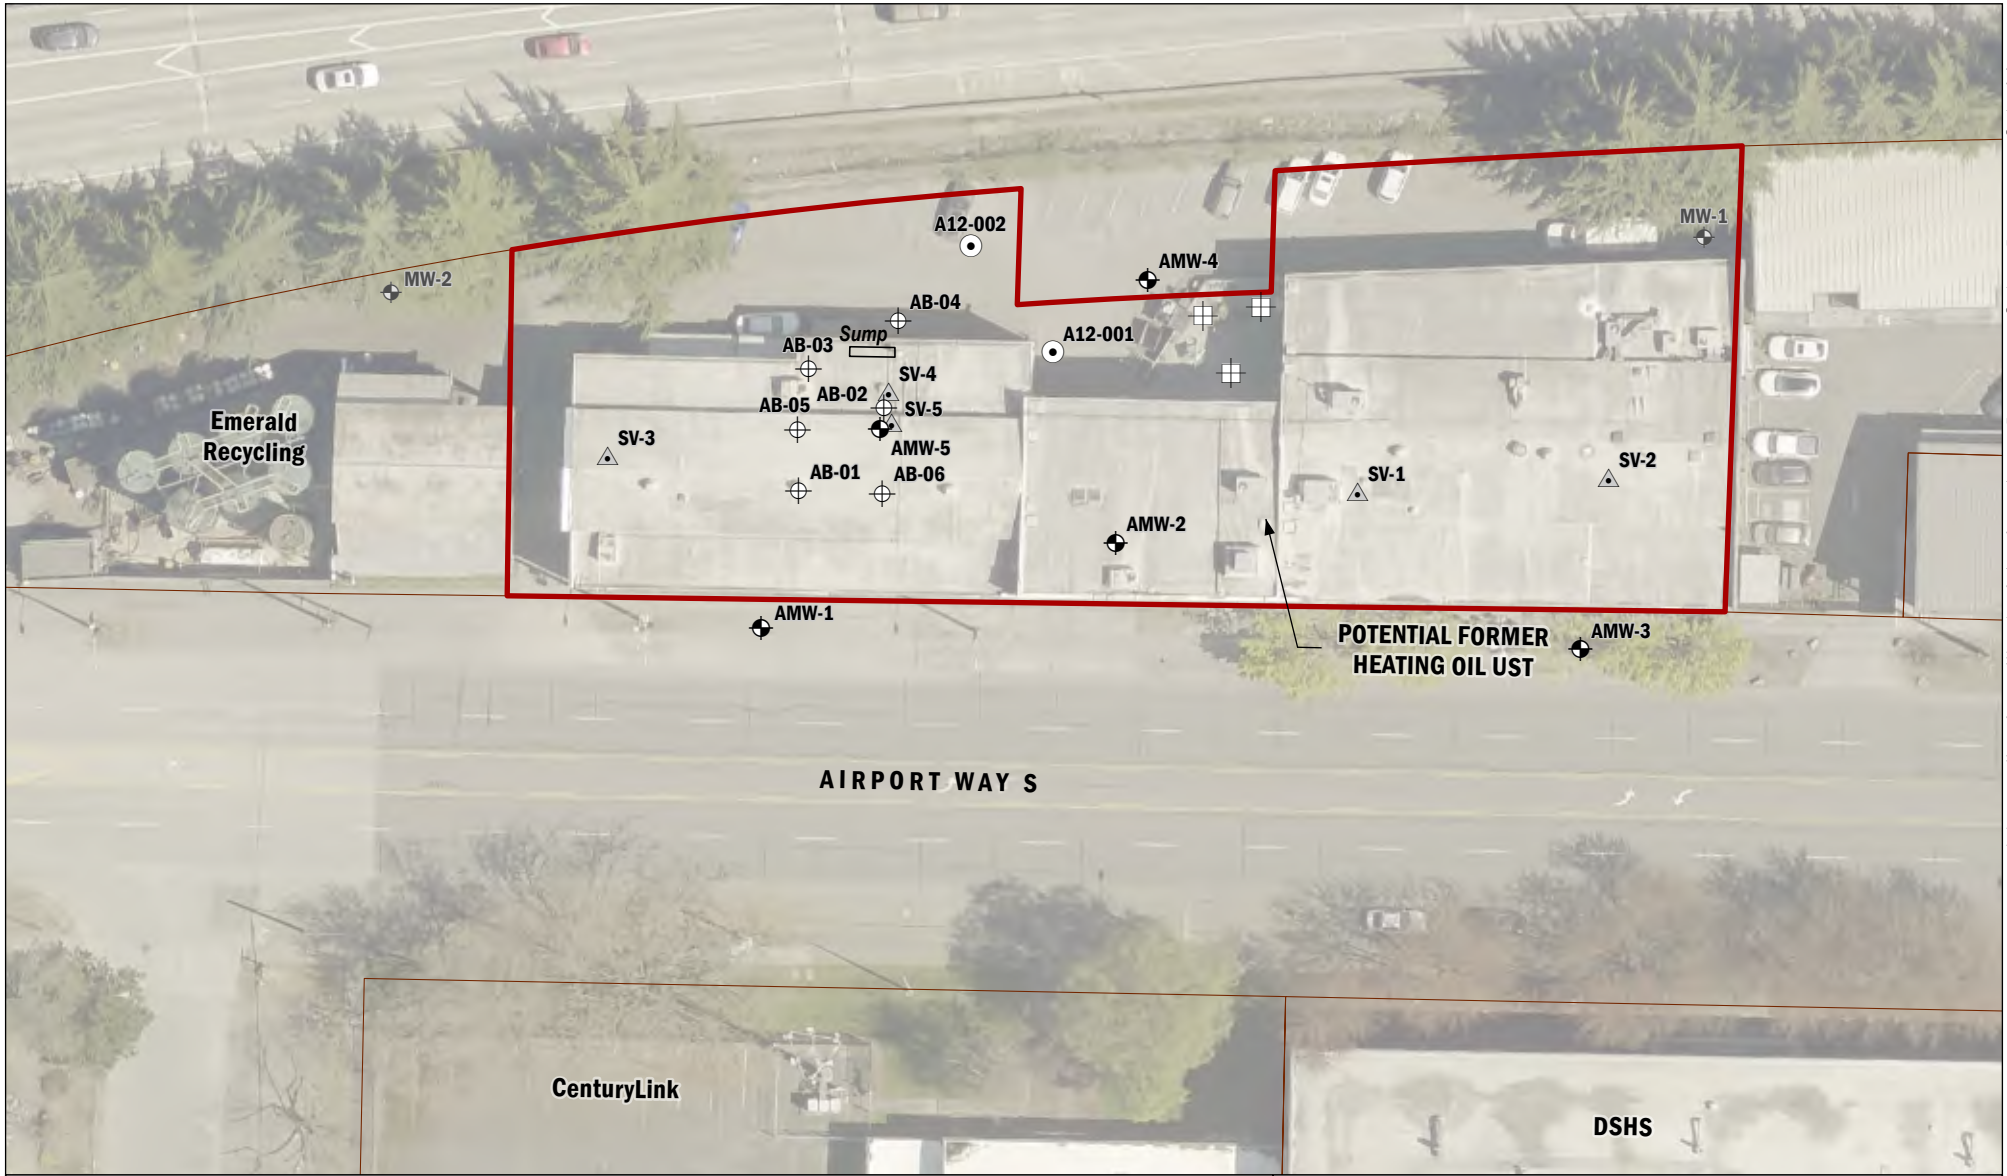 A12-002
MW-1
MW-2
AMW-4
AB-04
Sump
A12-001
AB-03
SV-4
AB-02
AB-05
SV-5
Emerald
Recycling
SV-3
AMW-5
AB-01
AB-06
SV-1
SV-2
AMW-2
AMW-1
POTENTIAL FORMER
HEATING OIL UST
AMW-3
AIRPORT WAY S
CenturyLink
DSHS